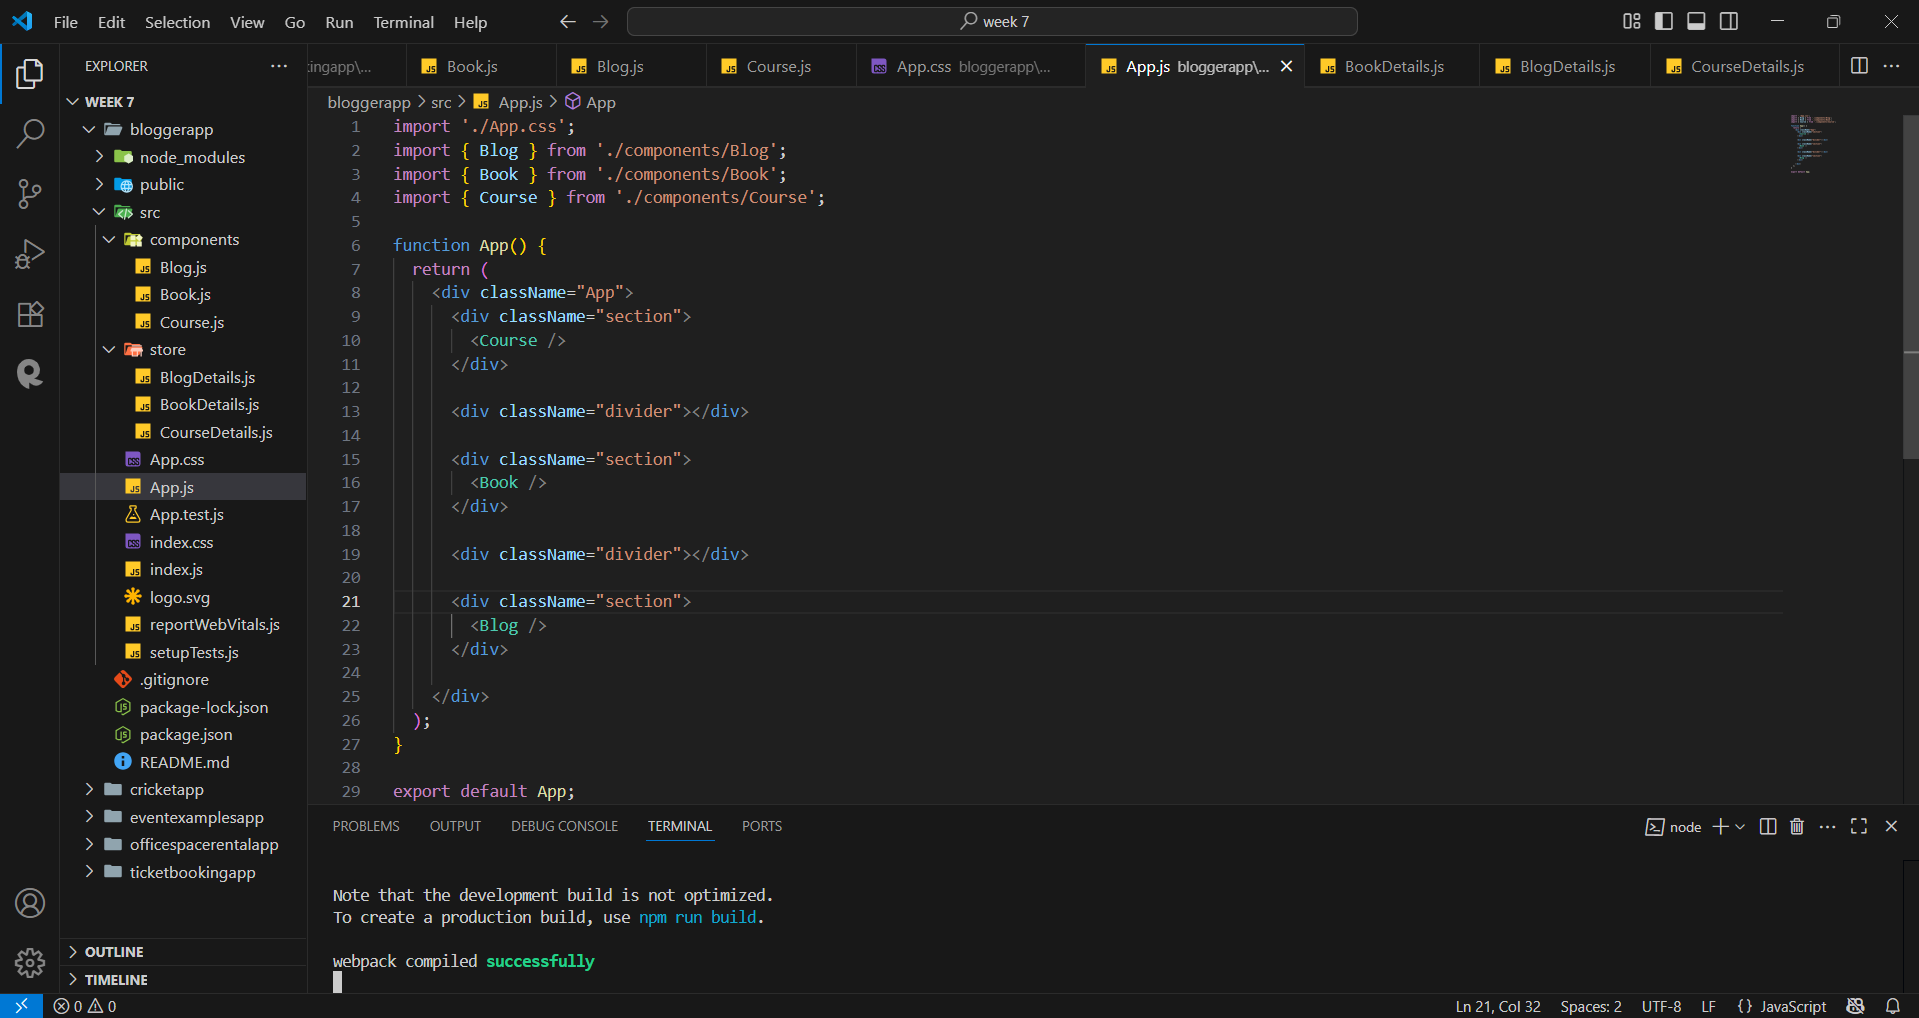 File Edit Selection View Go Run Terminal Help
week 7
EXPLORER
WEEK 7
bloggerapp
node_modules
public
src
components
Blog.js
Book.js
Course.js
store
BlogDetails.js
BookDetails.js
CourseDetails.js
App.css
App.js
App.test.js
index.css
index.js
logo.svg
reportWebVitals.js
setupTests.js
.gitignore
package-lock.json
package.json
README.md
cricketapp
eventexamplesapp
officespacerentalapp
ticketbookingapp
OUTLINE
TIMELINE
ingapp\... Book.js Blog.js Course.js App.css bloggerapp\... App.js bloggerapp\... BookDetails.js BlogDetails.js CourseDetails.js
bloggerapp > src > App.js > App
1 import './App.css';
2 import { Blog } from './components/Blog';
3 import { Book } from './components/Book';
4 import { Course } from './components/Course';
5
6 function App() {
7 return (
8 <div className="App">
9 <div className="section">
10 <Course />
11 </div>
12
13 <div className="divider"></div>
14
15 <div className="section">
16 <Book />
17 </div>
18
19 <div className="divider"></div>
20
21 <div className="section">
22 <Blog />
23 </div>
24
25 </div>
26 );
27 }
28
29 export default App;
PROBLEMS OUTPUT DEBUG CONSOLE TERMINAL PORTS
node
Note that the development build is not optimized.
To create a production build, use npm run build.
webpack compiled successfully
0 0 Ln 21, Col 32 Spaces: 2 UTF-8 LF {} JavaScript